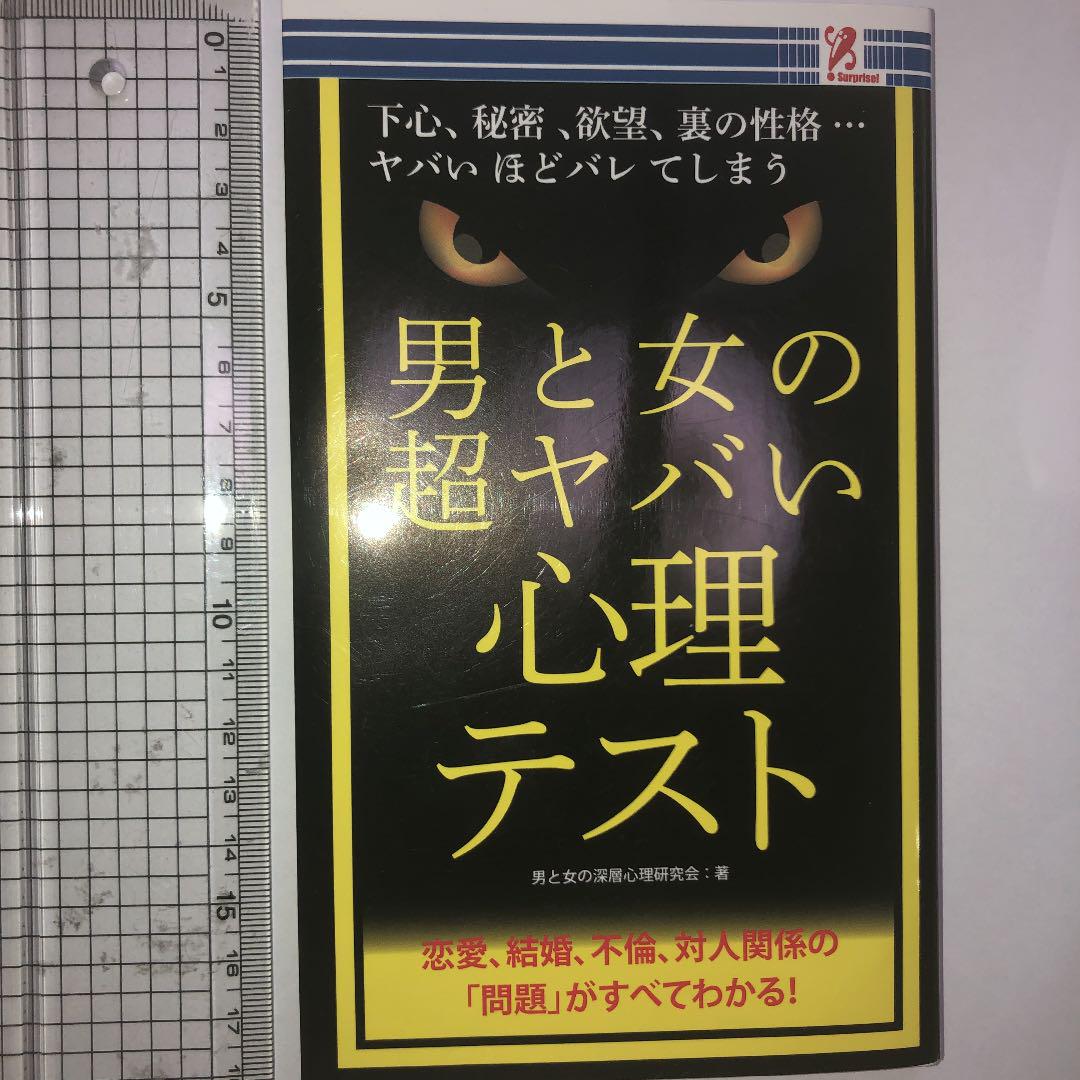 Surprise!
下心、秘密、欲望、裏の性格…
ヤバい ほどバレ てしまう
男と女の
超ヤバい
心理
テスト
男と女の深層心理研究会：著
恋愛、結婚、不倫、対人関係の
「問題」がすべてわかる!
0
1
2
3
4
5
6
7
8
9
10
11
12
13
14
15
16
17